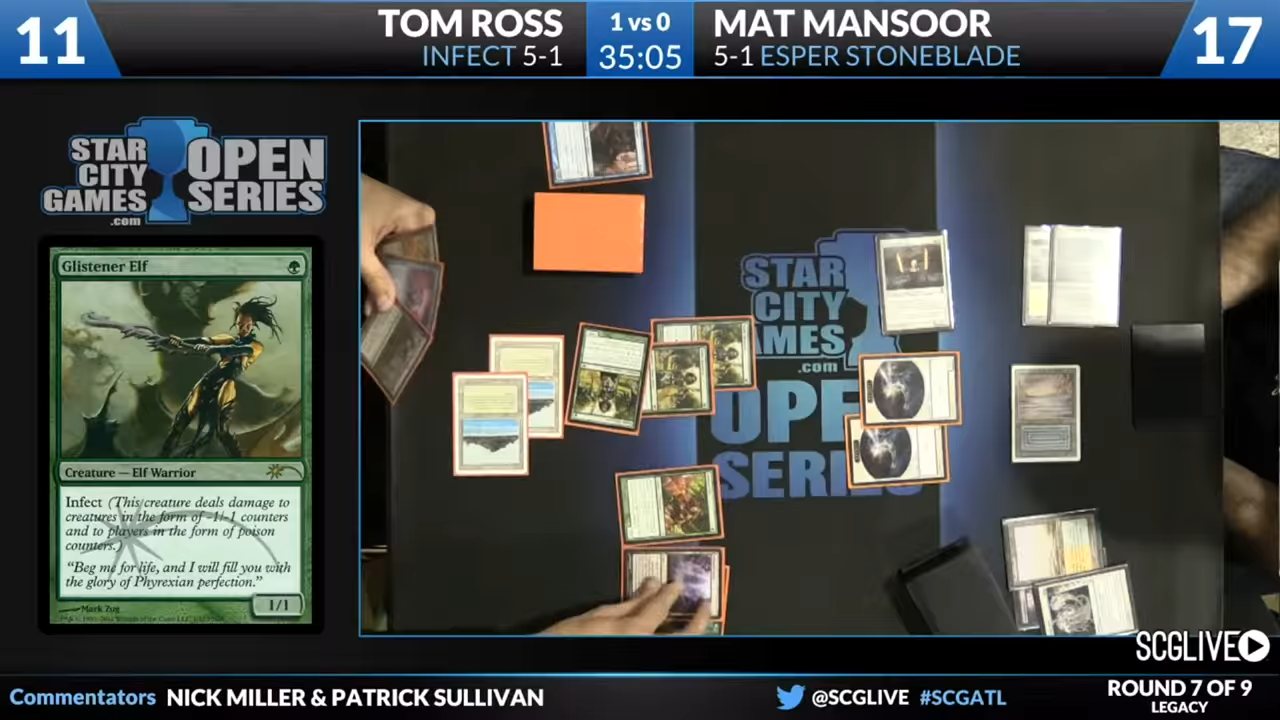 11
TOM ROSS
INFECT 5-1
1 vs 0
35:05
MAT MANSOOR
5-1 ESPER STONEBLADE
17
STAR
CITY
GAMES
.com
OPEN
SERIES
Glistener Elf
Creature — Elf Warrior
Infect (This creature deals damage to
creatures in the form of -1/-1 counters
and to players in the form of poison
counters.)
"Beg me for life, and I will fill you with
the glory of Phyrexian perfection."
Mark Zug
1/1
STAR
CITY
GAMES
.com
OPE
SERIES
SCGLIVE
Commentators NICK MILLER & PATRICK SULLIVAN
@SCGLIVE #SCGATL
ROUND 7 OF 9
LEGACY